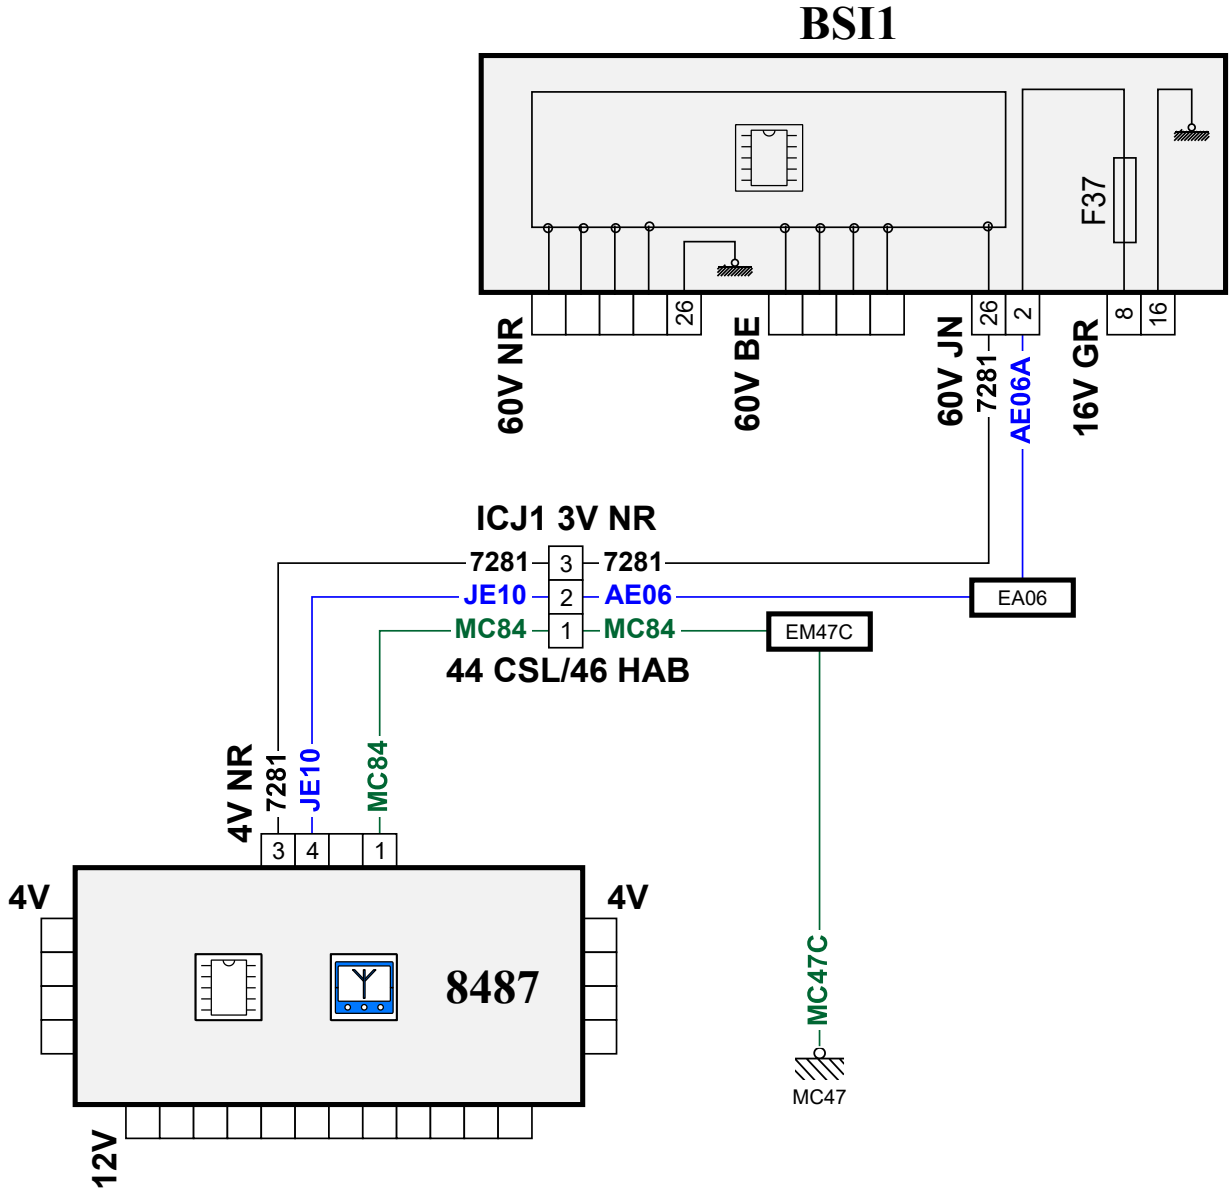 BSI1
F37
26
26
2
8
16
60V NR
60V BE
60V JN
7281
AE06A
16V GR
ICJ1 3V NR
7281 3 7281
JE10 2 AE06
EA06
MC84 1 MC84
EM47C
44 CSL/46 HAB
4V NR
7281
JE10
MC84
3 4 1
4V
4V
8487
MC47C
MC47
12V